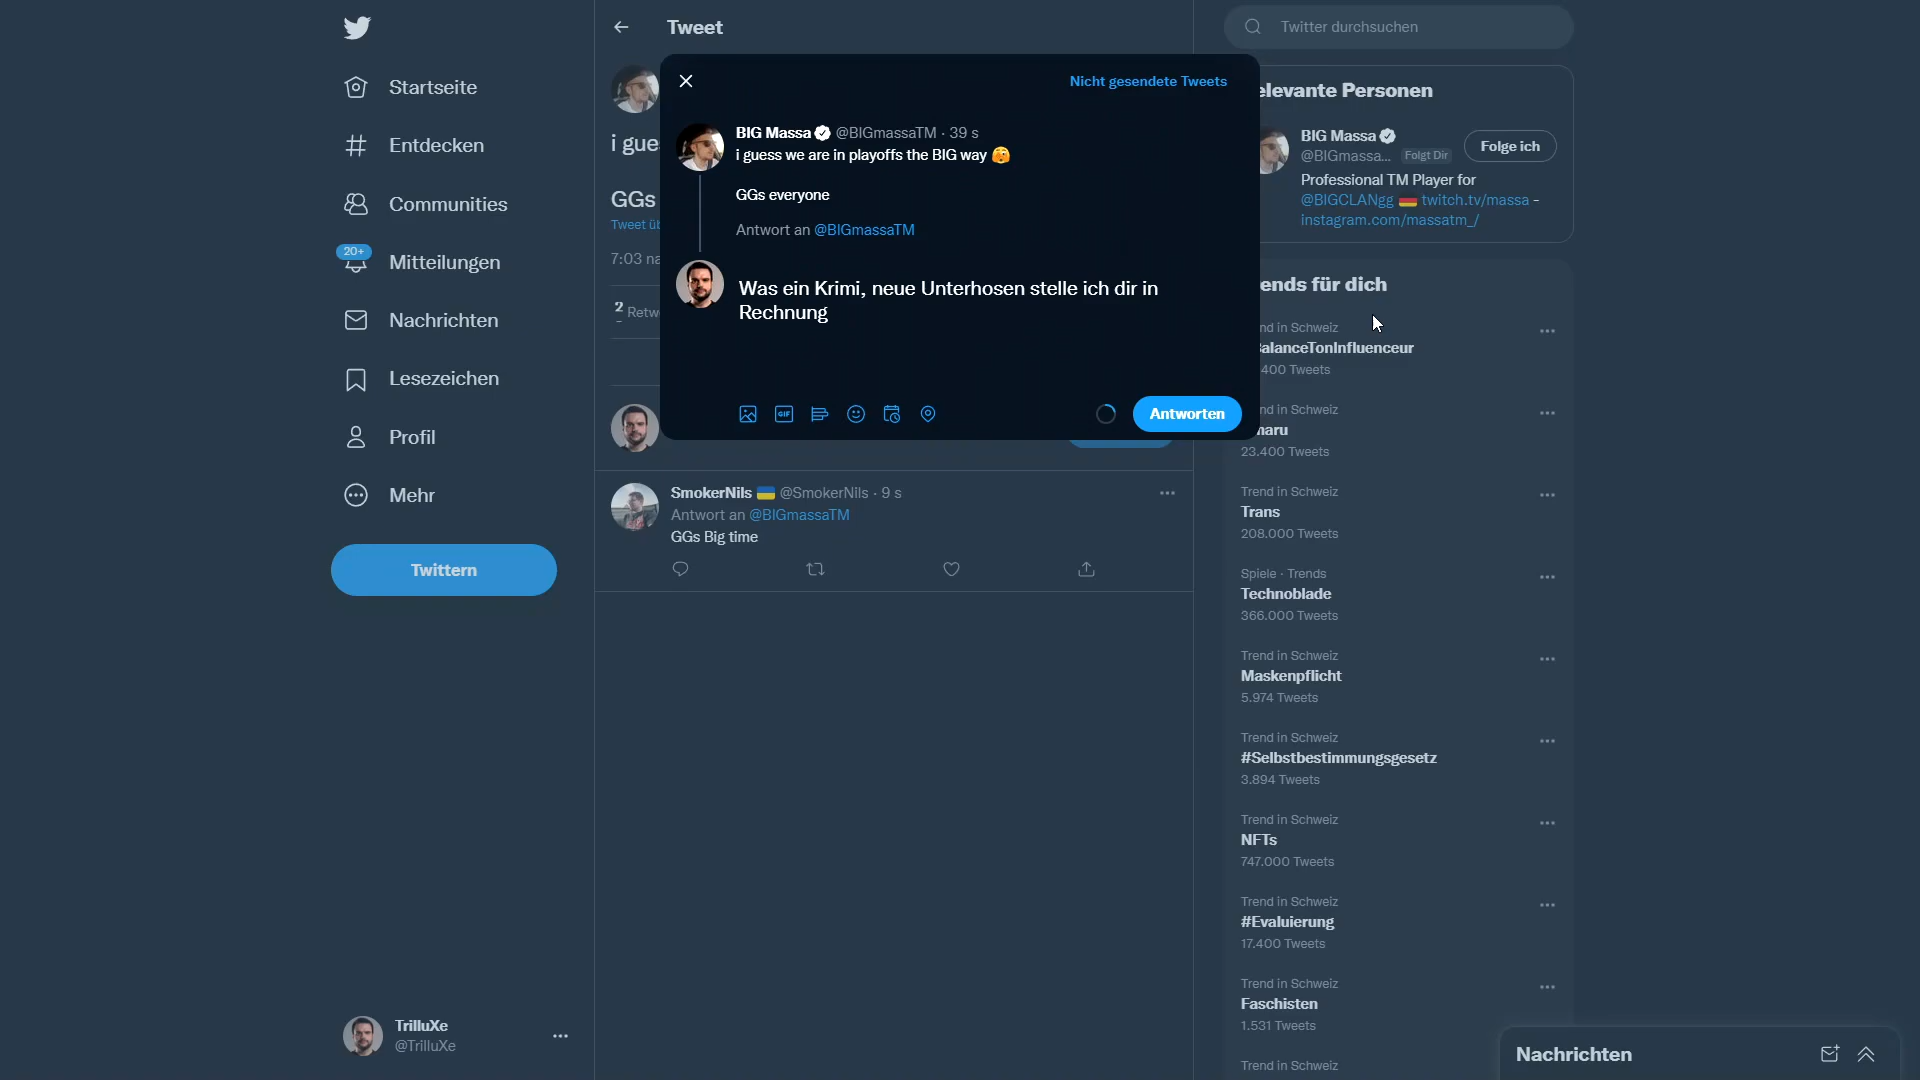 Startseite
Entdecken
Communities
20+
Mitteilungen
Nachrichten
Lesezeichen
Profil
Mehr
Twittern
TrilluXe
@TrilluXe
Tweet
i gue
GGs
Tweet üb
7:03 na
2 Retw
Nicht gesendete Tweets
BIG Massa @BIGmassaTM · 39 s
i guess we are in playoffs the BIG way 🫣
GGs everyone
Antwort an @BIGmassaTM
Was ein Krimi, neue Unterhosen stelle ich dir in
Rechnung
GIF
Antworten
SmokerNils 🇺🇦 @SmokerNils · 9 s
Antwort an @BIGmassaTM
GGs Big time
Twitter durchsuchen
elevante Personen
BIG Massa
@BIGmassa... Folgt Dir
Folge ich
Professional TM Player for
@BIGCLANgg 🇩🇪 twitch.tv/massa -
instagram.com/massatm_/
ends für dich
nd in Schweiz
alanceTonInfluenceur
400 Tweets
nd in Schweiz
naru
23.400 Tweets
Trend in Schweiz
Trans
208.000 Tweets
Spiele · Trends
Technoblade
366.000 Tweets
Trend in Schweiz
Maskenpflicht
5.974 Tweets
Trend in Schweiz
#Selbstbestimmungsgesetz
3.894 Tweets
Trend in Schweiz
NFTs
747.000 Tweets
Trend in Schweiz
#Evaluierung
17.400 Tweets
Trend in Schweiz
Faschisten
1.531 Tweets
Trend in Schweiz
Nachrichten